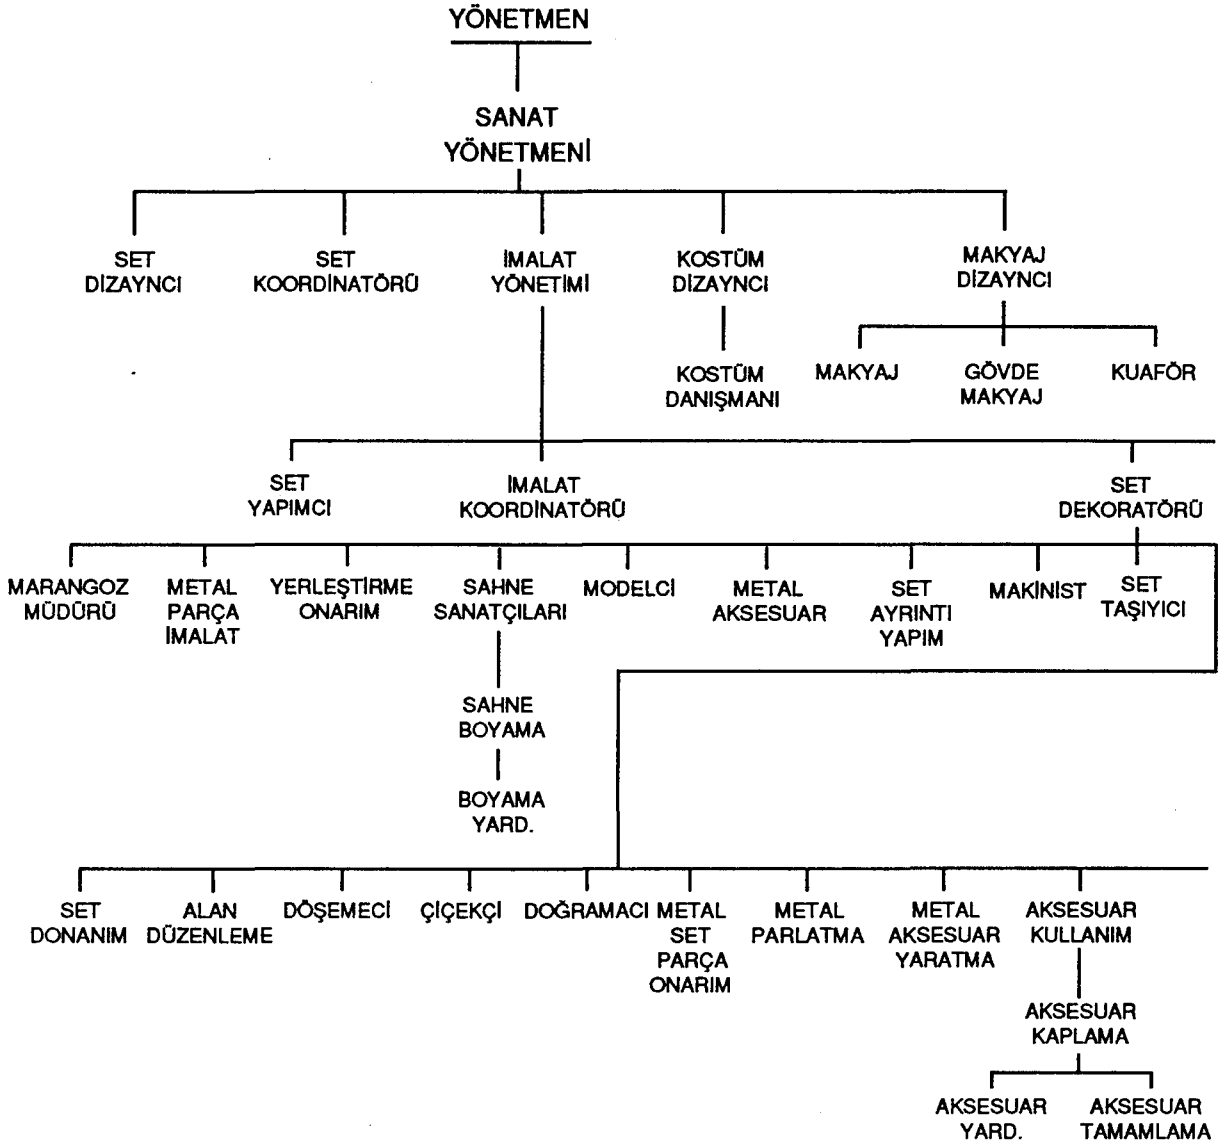 YÖNETMEN
SANAT
YÖNETMENİ
SET
DİZAYNCI
SET
KOORDİNATÖRÜ
İMALAT
YÖNETİMİ
KOSTÜM
DİZAYNCI
MAKYAJ
DİZAYNCI
KOSTÜM
DANIŞMANI
MAKYAJ
GÖVDE
MAKYAJ
KUAFÖR
SET
YAPIMCI
İMALAT
KOORDİNATÖRÜ
SET
DEKORATÖRÜ
MARANGOZ
MÜDÜRÜ
METAL
PARÇA
İMALAT
YERLEŞTİRME
ONARIM
SAHNE
SANATÇILARI
MODELCİ
METAL
AKSESUAR
SET
AYRINTI
YAPIM
MAKİNİST
SET
TAŞIYICI
SAHNE
BOYAMA
BOYAMA
YARD.
SET
DONANIM
ALAN
DÜZENLEME
DÖŞEMECİ
ÇİÇEKÇİ
DOĞRAMACI
METAL
SET
PARÇA
ONARIM
METAL
PARLATMA
METAL
AKSESUAR
YARATMA
AKSESUAR
KULLANIM
AKSESUAR
KAPLAMA
AKSESUAR
YARD.
AKSESUAR
TAMAMLAMA